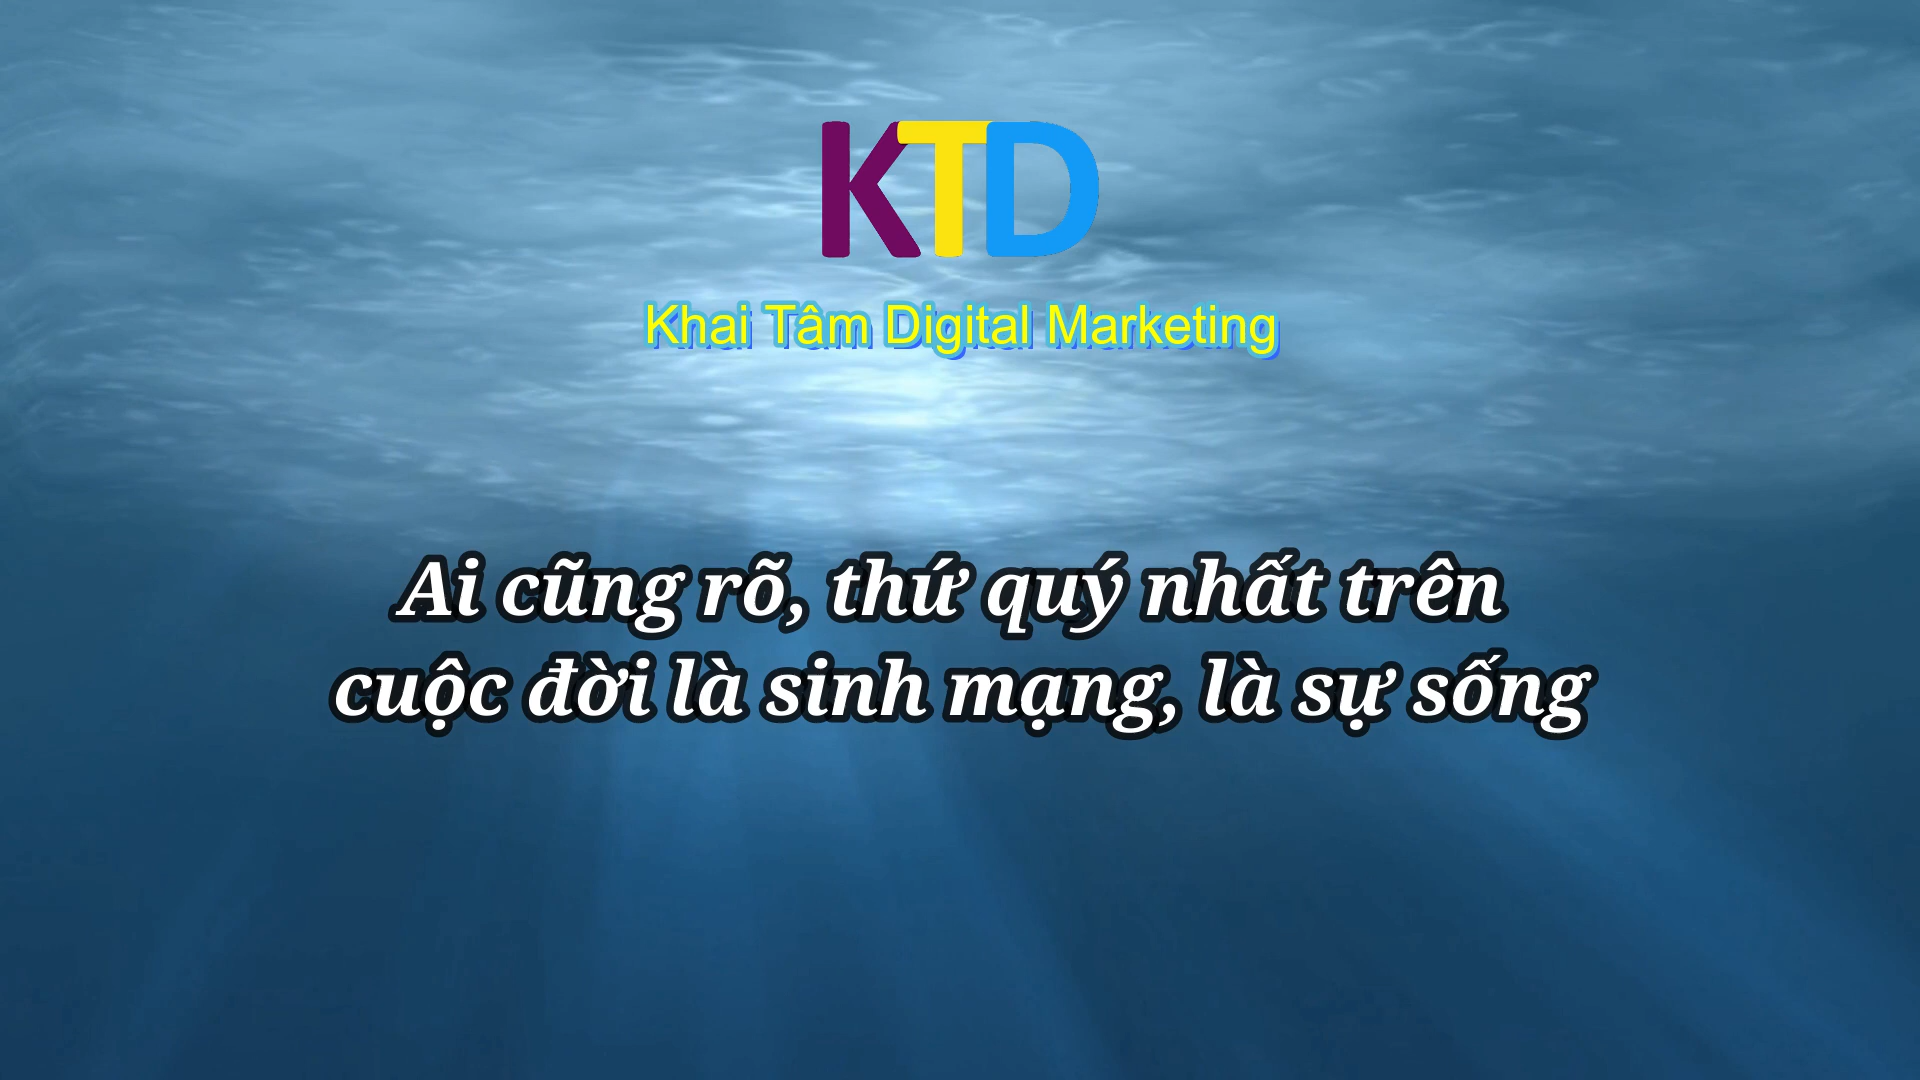 KTD
Khai Tâm Digital Marketing
Ai cũng rõ, thứ quý nhất trên
cuộc đời là sinh mạng, là sự sống